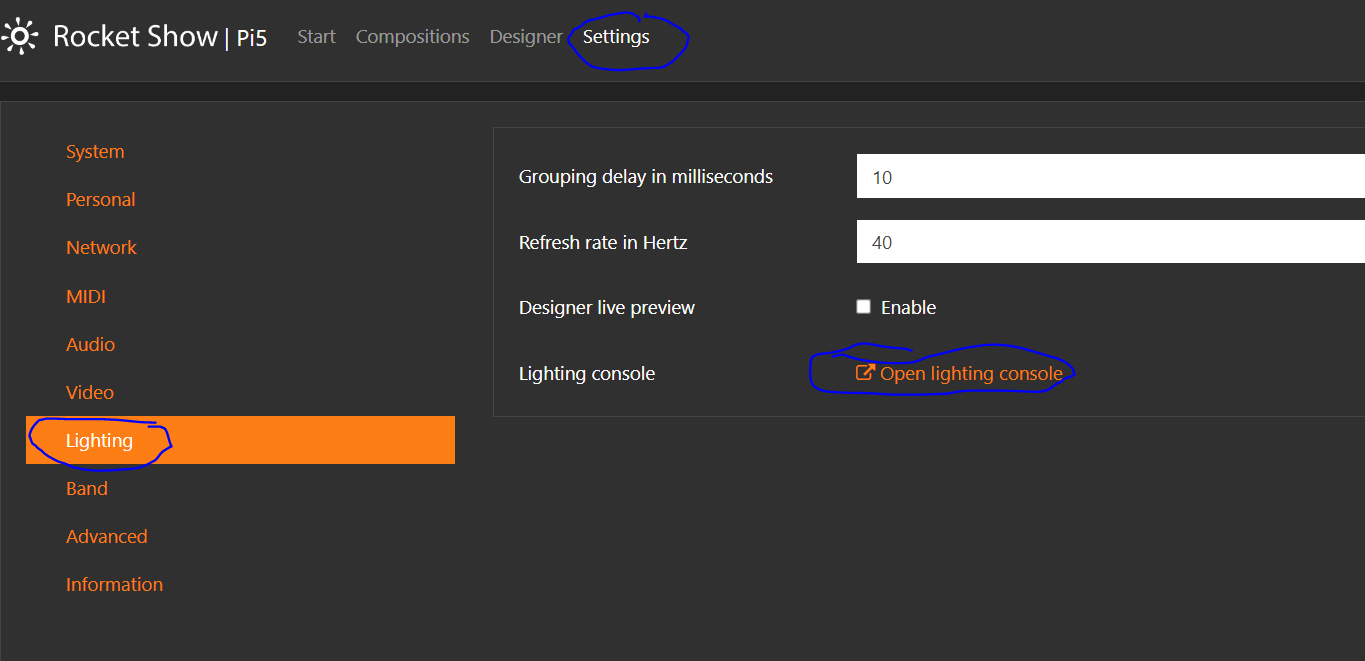 Rocket Show | Pi5 Start Compositions Designer Settings
System
Personal
Network
MIDI
Audio
Video
Lighting
Band
Advanced
Information
Grouping delay in milliseconds 10
Refresh rate in Hertz 40
Designer live preview Enable
Lighting console Open lighting console